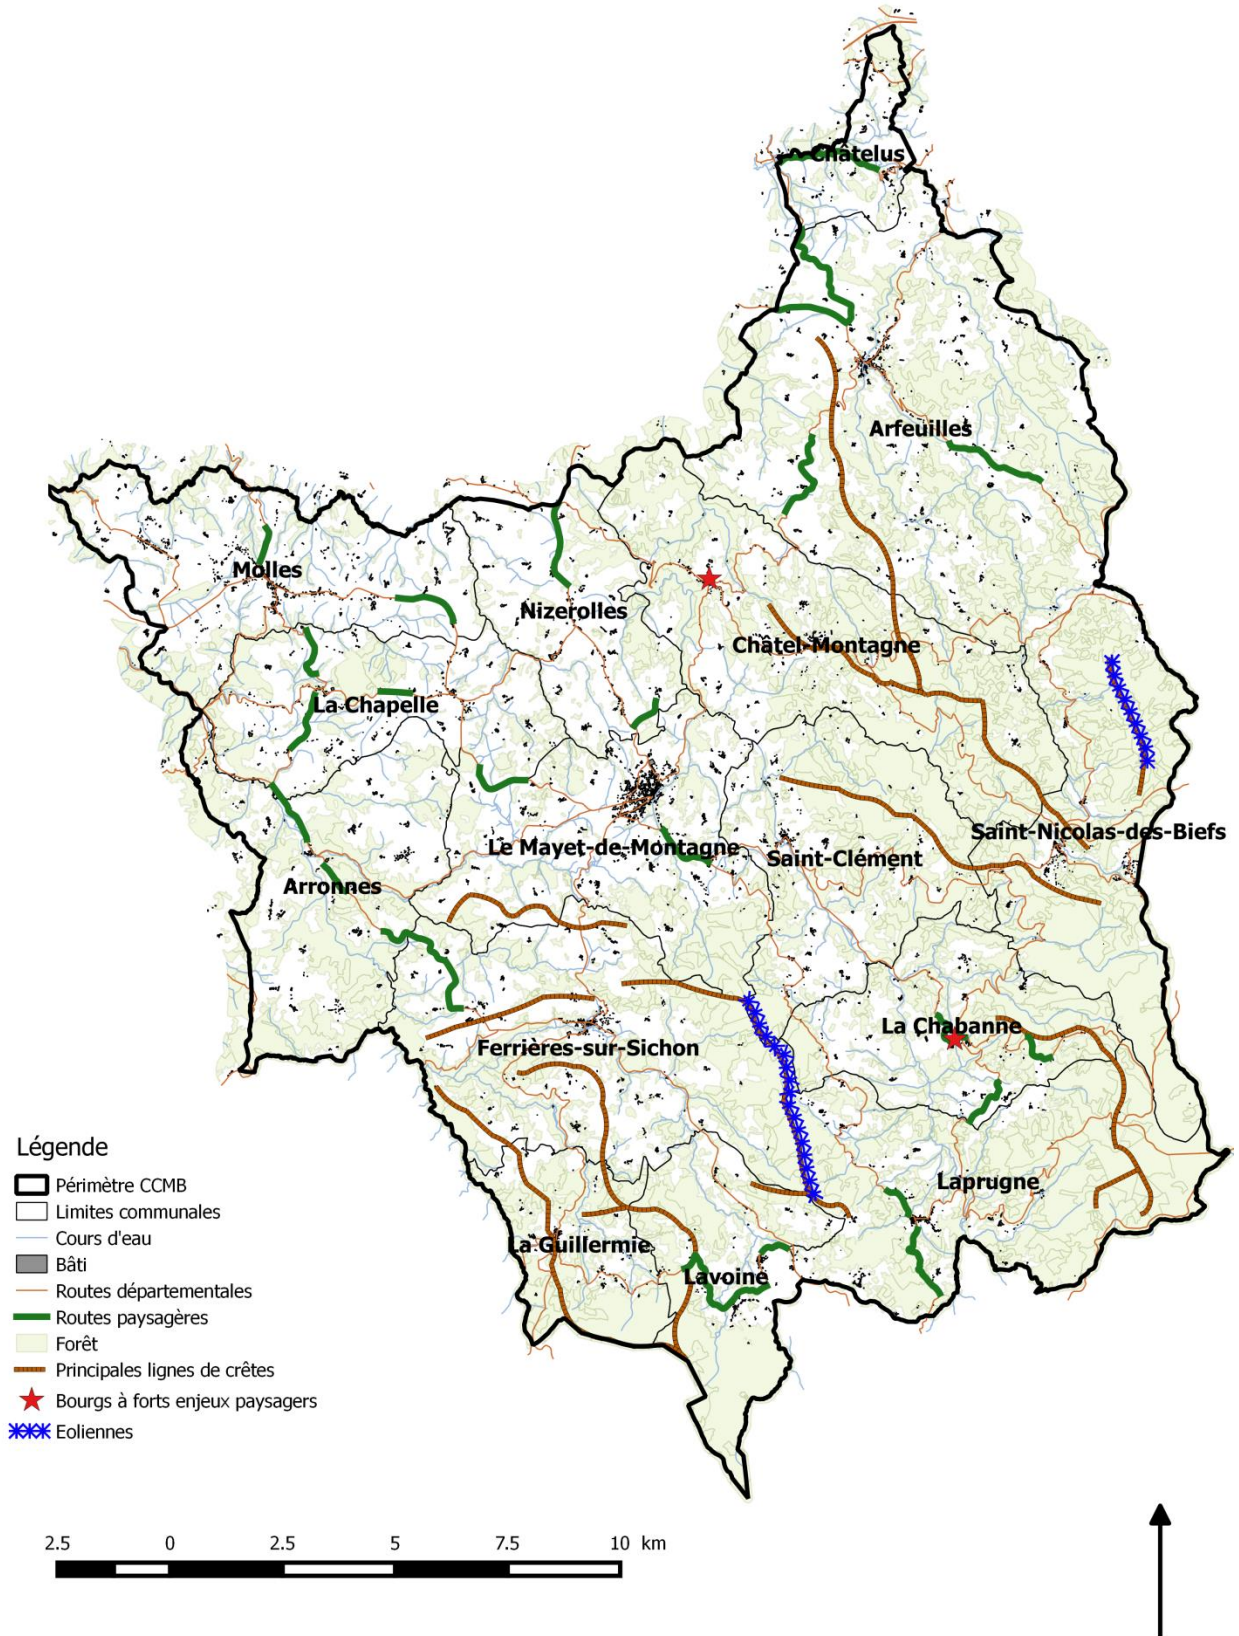 Châtelus
Arfeuilles
Molles
Nizerolles
Châtel-Montagne
La Chapelle
Saint-Nicolas-des-Biefs
Le Mayet-de-Montagne
Saint-Clément
Arronnes
La Chabanne
Ferrières-sur-Sichon
Laprugne
La Guillermie
Lavoine
Légende
Périmètre CCMB
Limites communales
Cours d'eau
Bâti
Routes départementales
Routes paysagères
Forêt
Principales lignes de crêtes
Bourgs à forts enjeux paysagers
Eoliennes
2.5 0 2.5 5 7.5 10 km